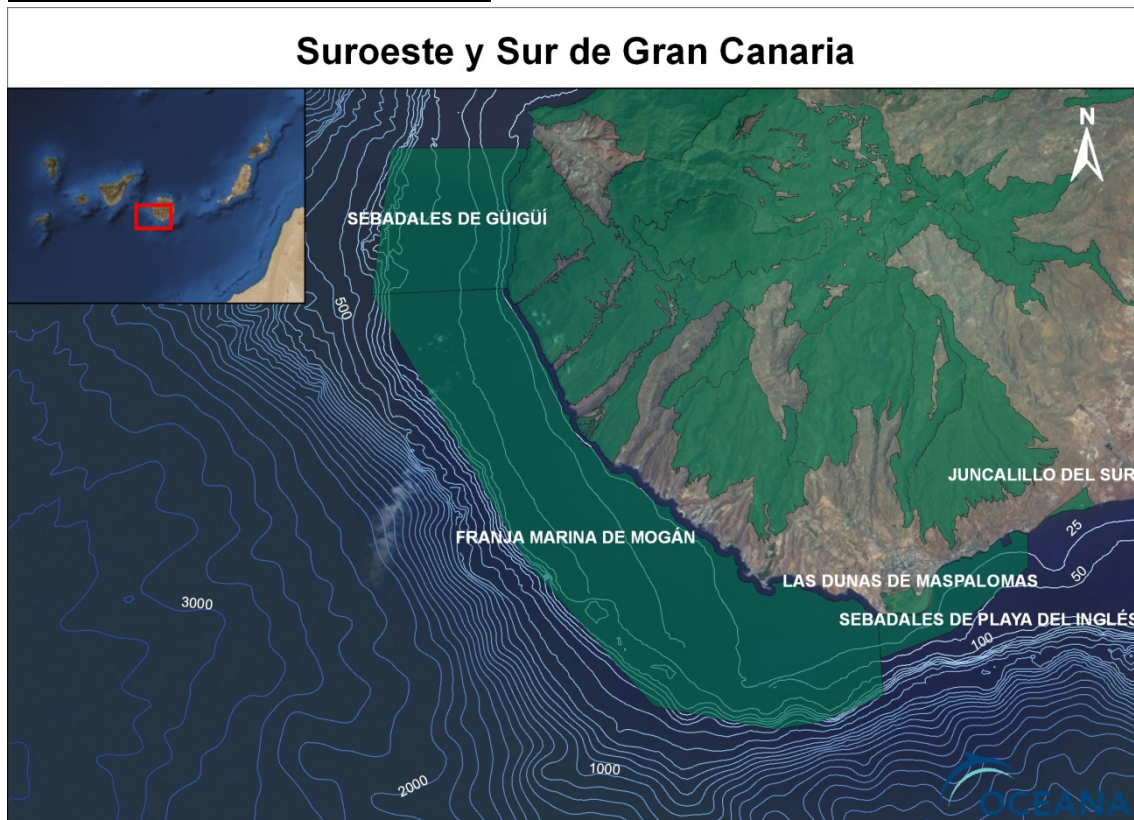 Suroeste y Sur de Gran Canaria
N
SEBADALES DE GÜIGÜÍ
500
JUNCALILLO DEL SUR
25
FRANJA MARINA DE MOGÁN
50
LAS DUNAS DE MASPALOMAS
3000
SEBADALES DE PLAYA DEL INGLÉS
100
1000
2000
OCEANA